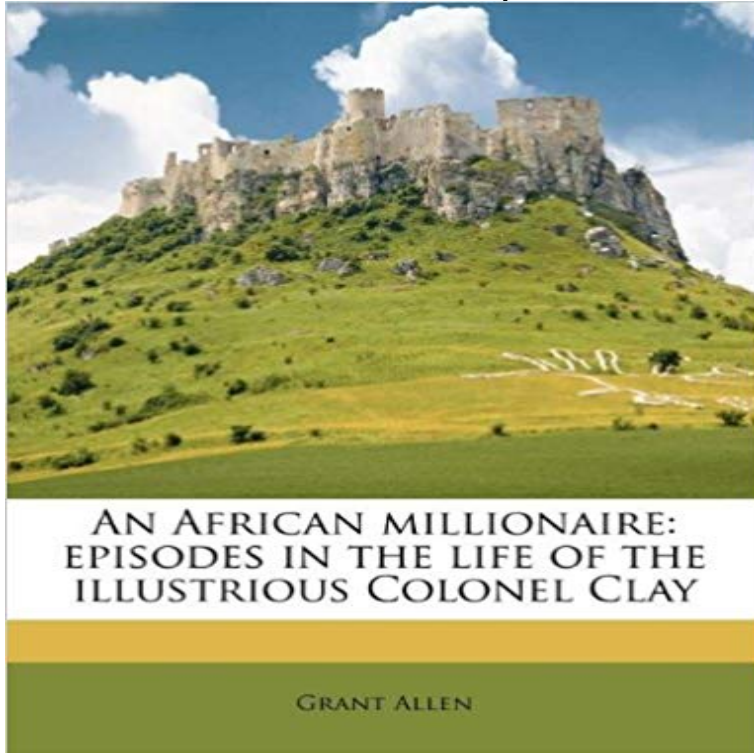 An African millionaire:
episodes in the life of the
illustrious Colonel Clay
Grant Allen